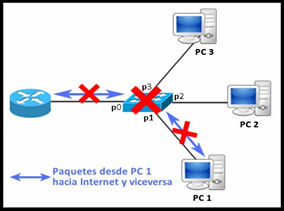 PC 3
p3
p0
p2
PC 2
p1
Paquetes desde PC 1
hacia Internet y viceversa
PC 1